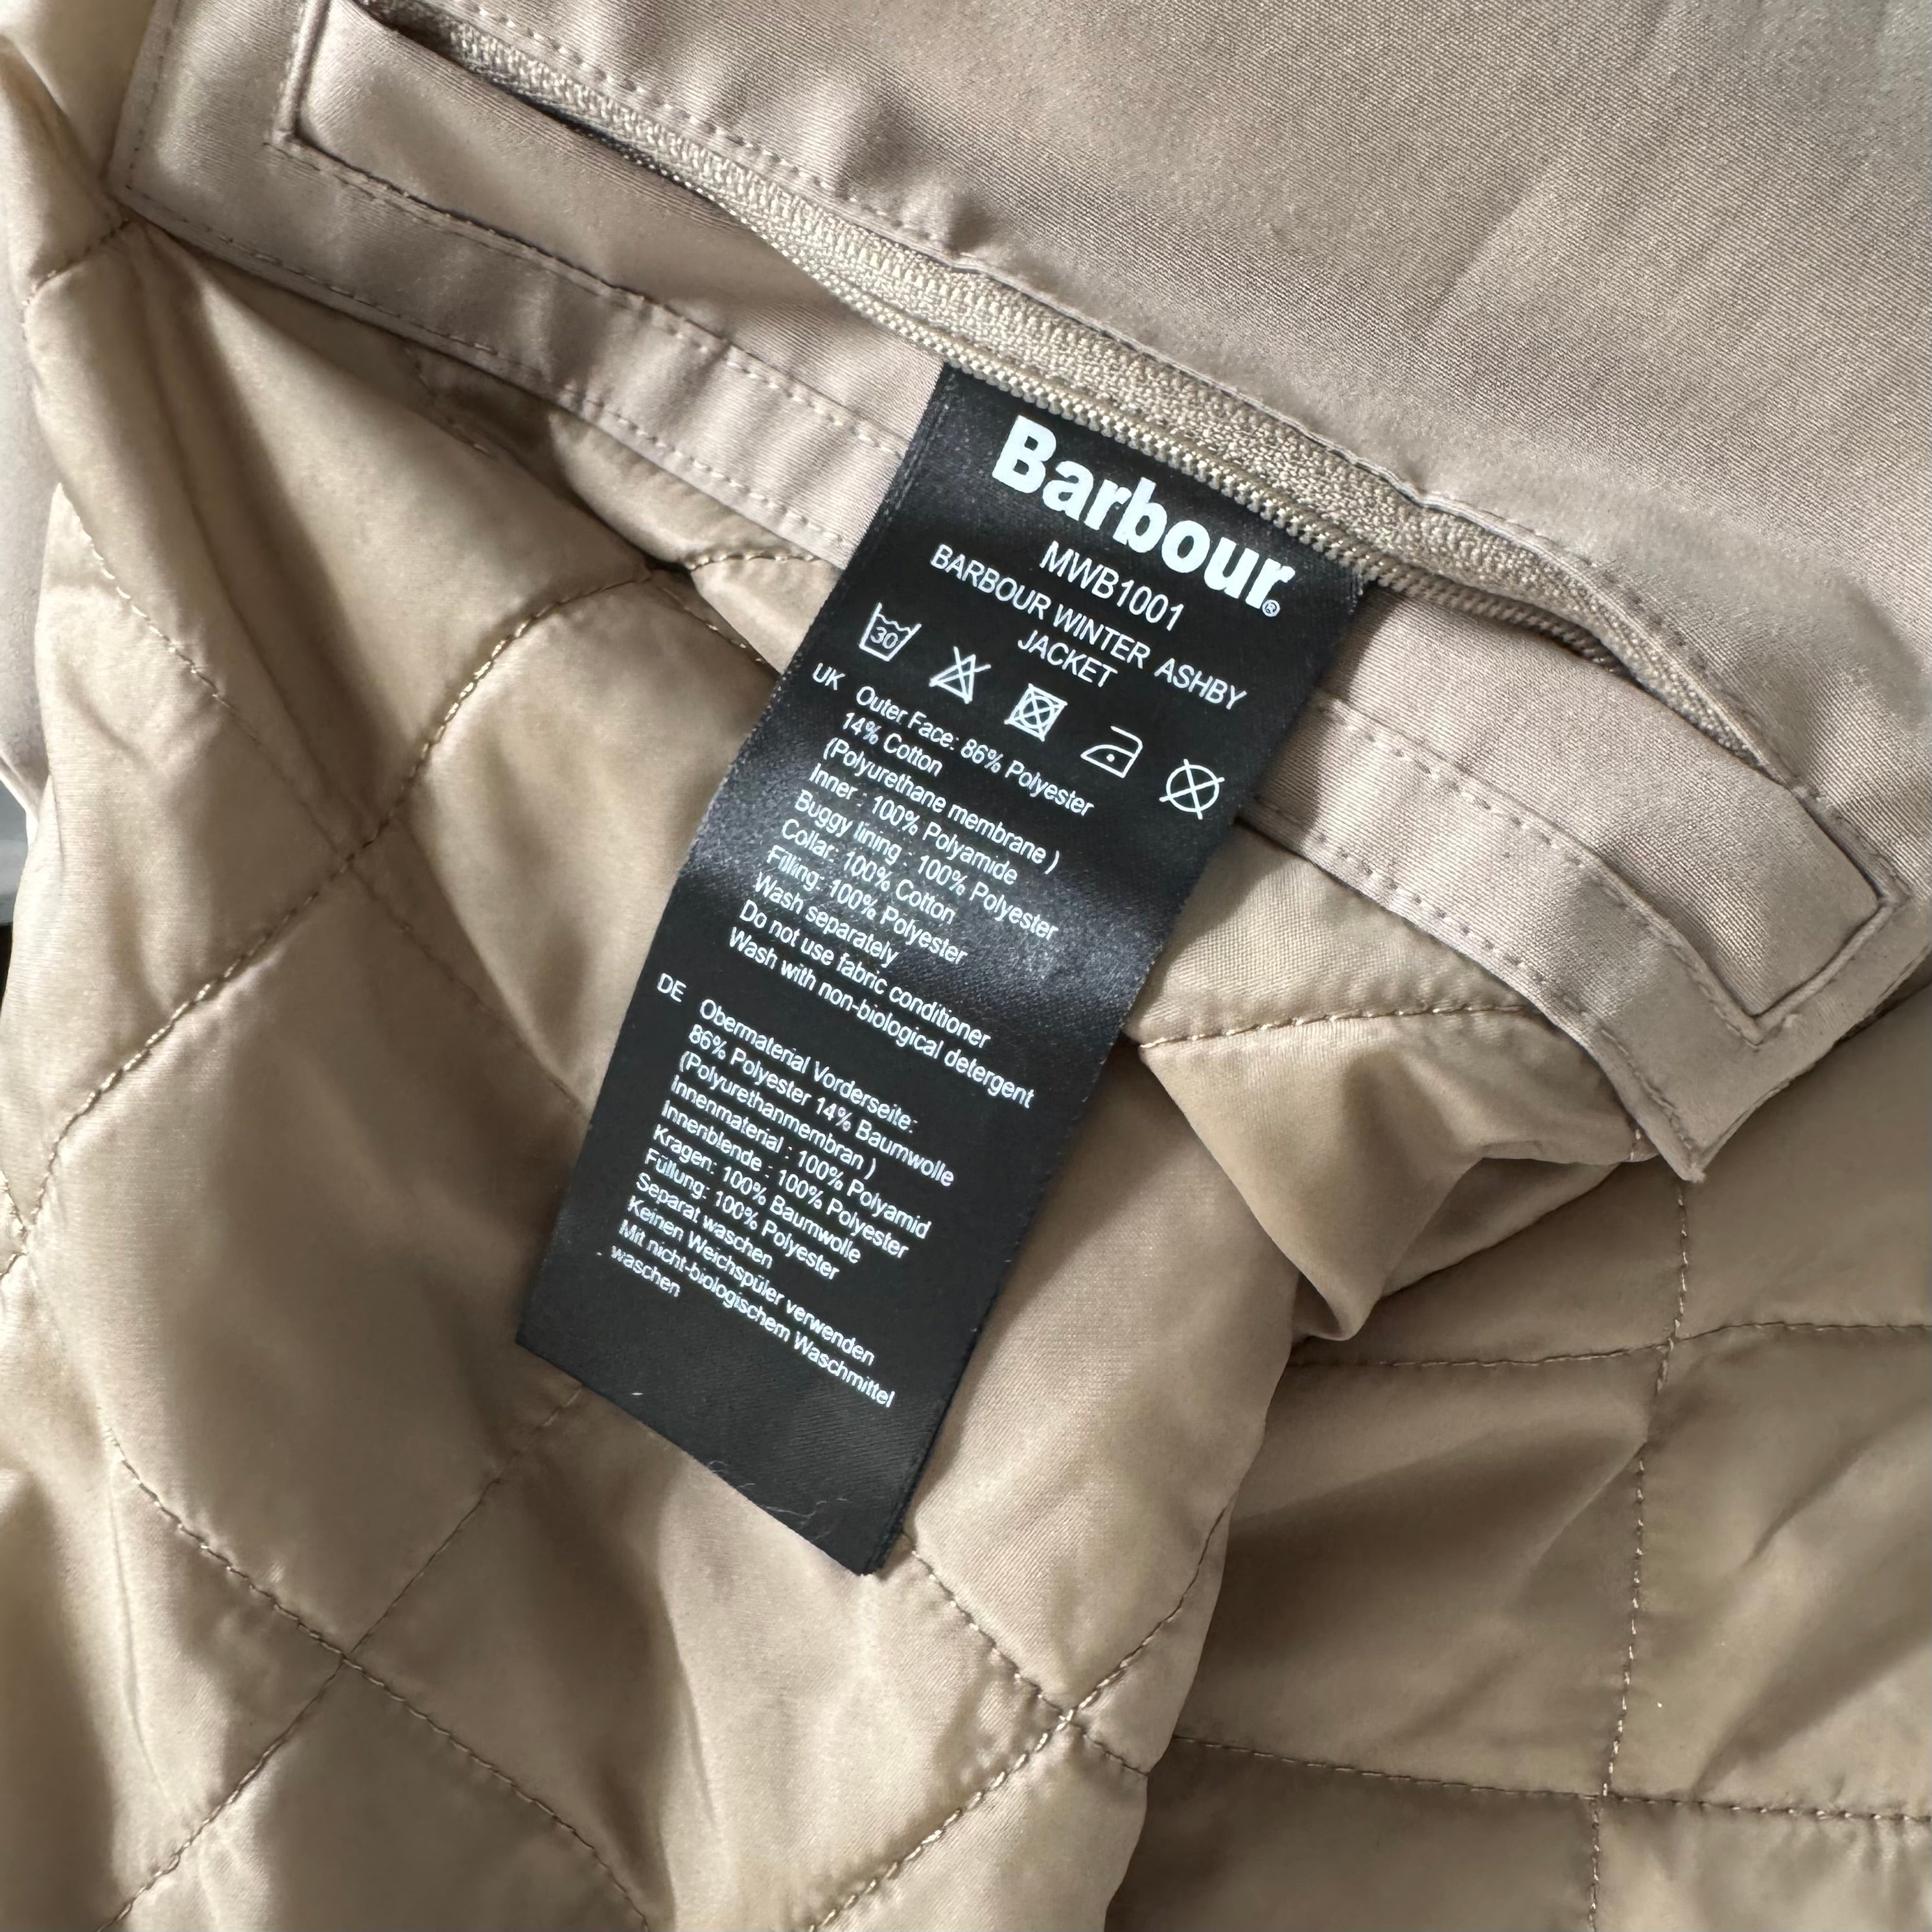 Barbour®
MWB1001
BARBOUR WINTER ASHBY
JACKET
30
UK
Outer Face: 86% Polyester
14% Cotton
(Polyurethane membrane )
Inner : 100% Polyamide
Buggy lining : 100% Polyester
Collar: 100% Cotton
Filling: 100% Polyester
Wash separately
Do not use fabric conditioner
Wash with non-biological detergent
DE
Obermaterial Vorderseite:
86% Polyester 14% Baumwolle
(Polyurethanmembran )
Innenmaterial : 100% Polyamid
Innenblende : 100% Polyester
Kragen: 100% Baumwolle
Füllung: 100% Polyester
Separat waschen
Keinen Weichspüler verwenden
Mit nicht-biologischem Waschmittel
waschen